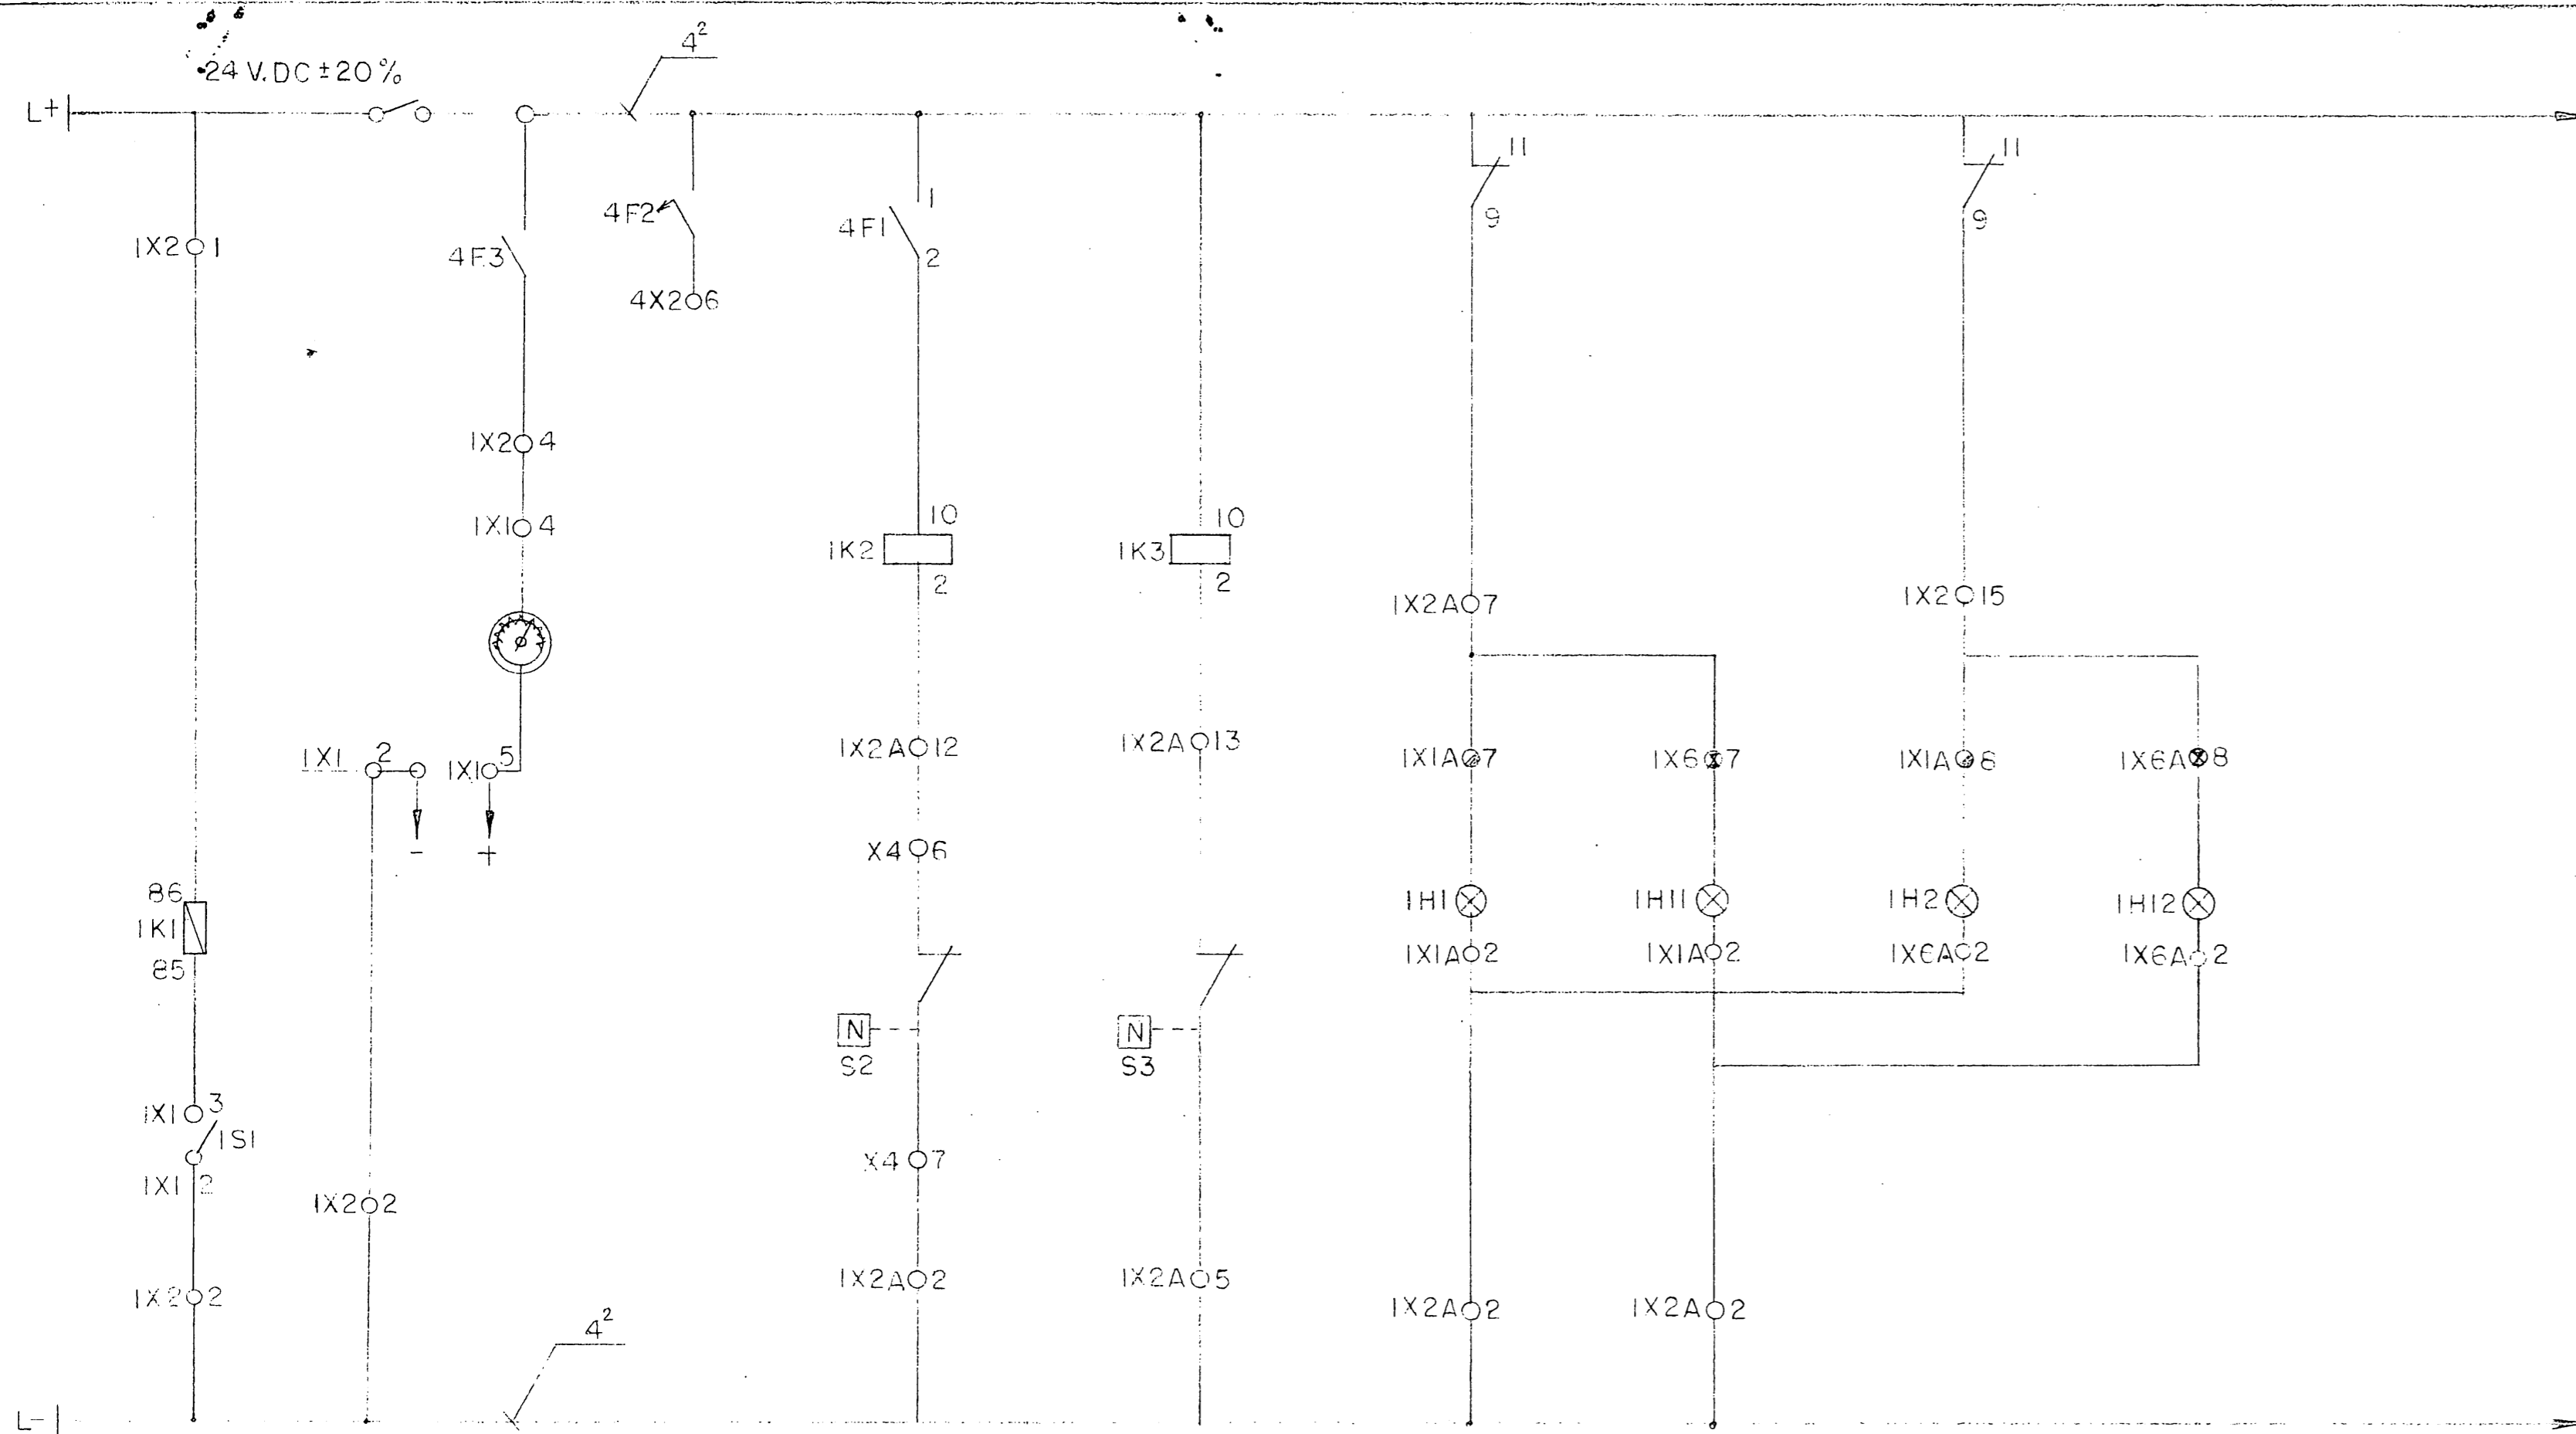 4²
24 V.DC ±20%
L+
11
11
1
4F2
4F1
9
9
1X2 1
4F3
2
4X2 6
1X2 4
10
10
1X1 4
1K2
1K3
2
2
1X2A 7
1X2 15
1X2A 12
1X2A 13
1X1 2
1X1 5
1X1A 7
1X6 7
1X1A 8
1X6A 8
- +
X4 6
86
1K1
85
1H1
1H11
1H2
1H12
1X1A 2
1X1A 2
1X6A 2
1X6A 2
N
N
S2
S3
1X1 3
1S1
X4 7
1X1 2
1X2 2
1X2A 2
1X2A 5
1X2 2
1X2A 2
1X2A 2
4²
L-